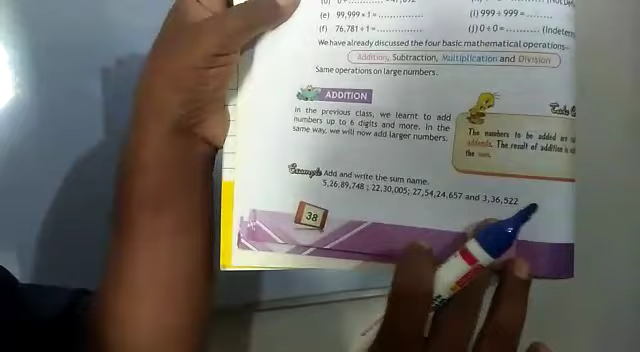 (e) 99,999 × 1 = ..............
(f) 76,781 ÷ 1 = ..............
(i) 999 ÷ 999 = ........
(j) 0 ÷ 0 = ..........
We have already discussed the four basic mathematical operations—
Addition, Subtraction, Multiplication and Division
Same operations on large numbers.
ADDITION
In the previous class, we learnt to add
numbers up to 6 digits and more. In the
same way, we will now add larger numbers.
The numbers to be added are
addends. The result of addition is
the sum.
Example Add and write the sum name.
5,26,89,748 ; 22,30,005; 27,54,24,657 and 3,36,522
38